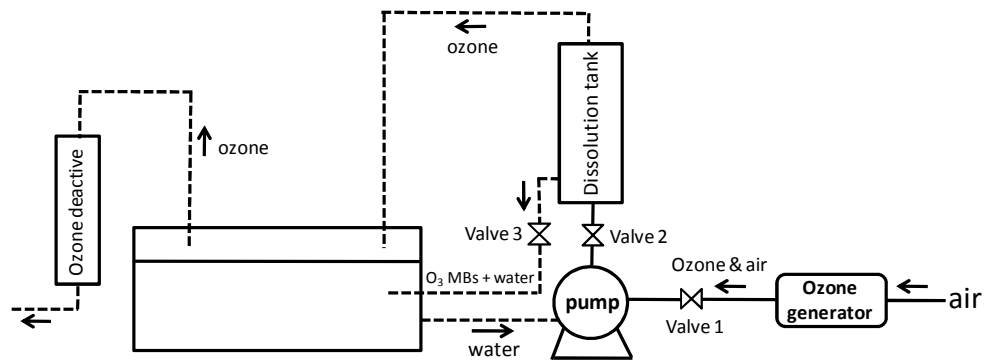 ozone
Dissolution tank
Ozone deactive
ozone
Valve 3
Valve 2
O₃ MBs + water
Ozone & air
pump
Ozone
generator
air
Valve 1
water